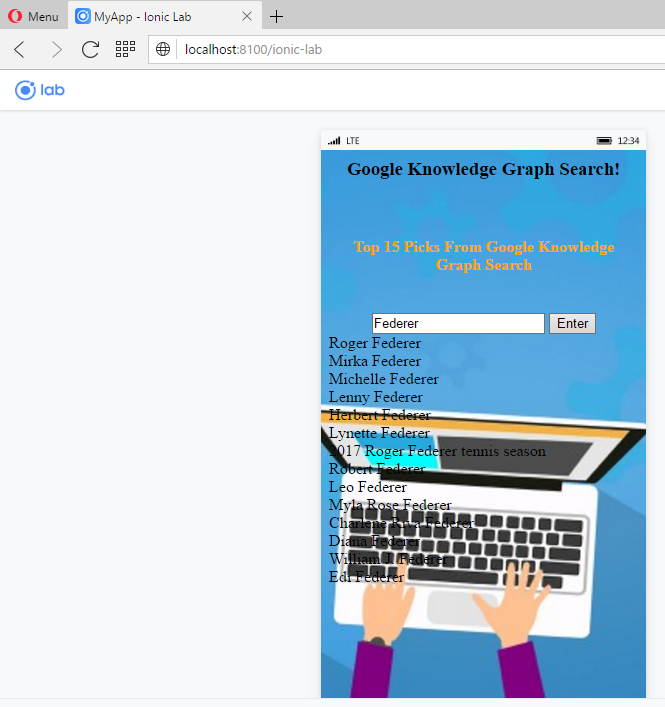 Menu
MyApp - Ionic Lab
localhost:8100/ionic-lab
lab
LTE
12:34
Google Knowledge Graph Search!
Top 15 Picks From Google Knowledge
Graph Search
Federer Enter
Roger Federer
Mirka Federer
Michelle Federer
Lenny Federer
Herbert Federer
Lynette Federer
2017 Roger Federer tennis season
Robert Federer
Leo Federer
Myla Rose Federer
Charlene Riva Federer
Diana Federer
William J. Federer
Edi Federer